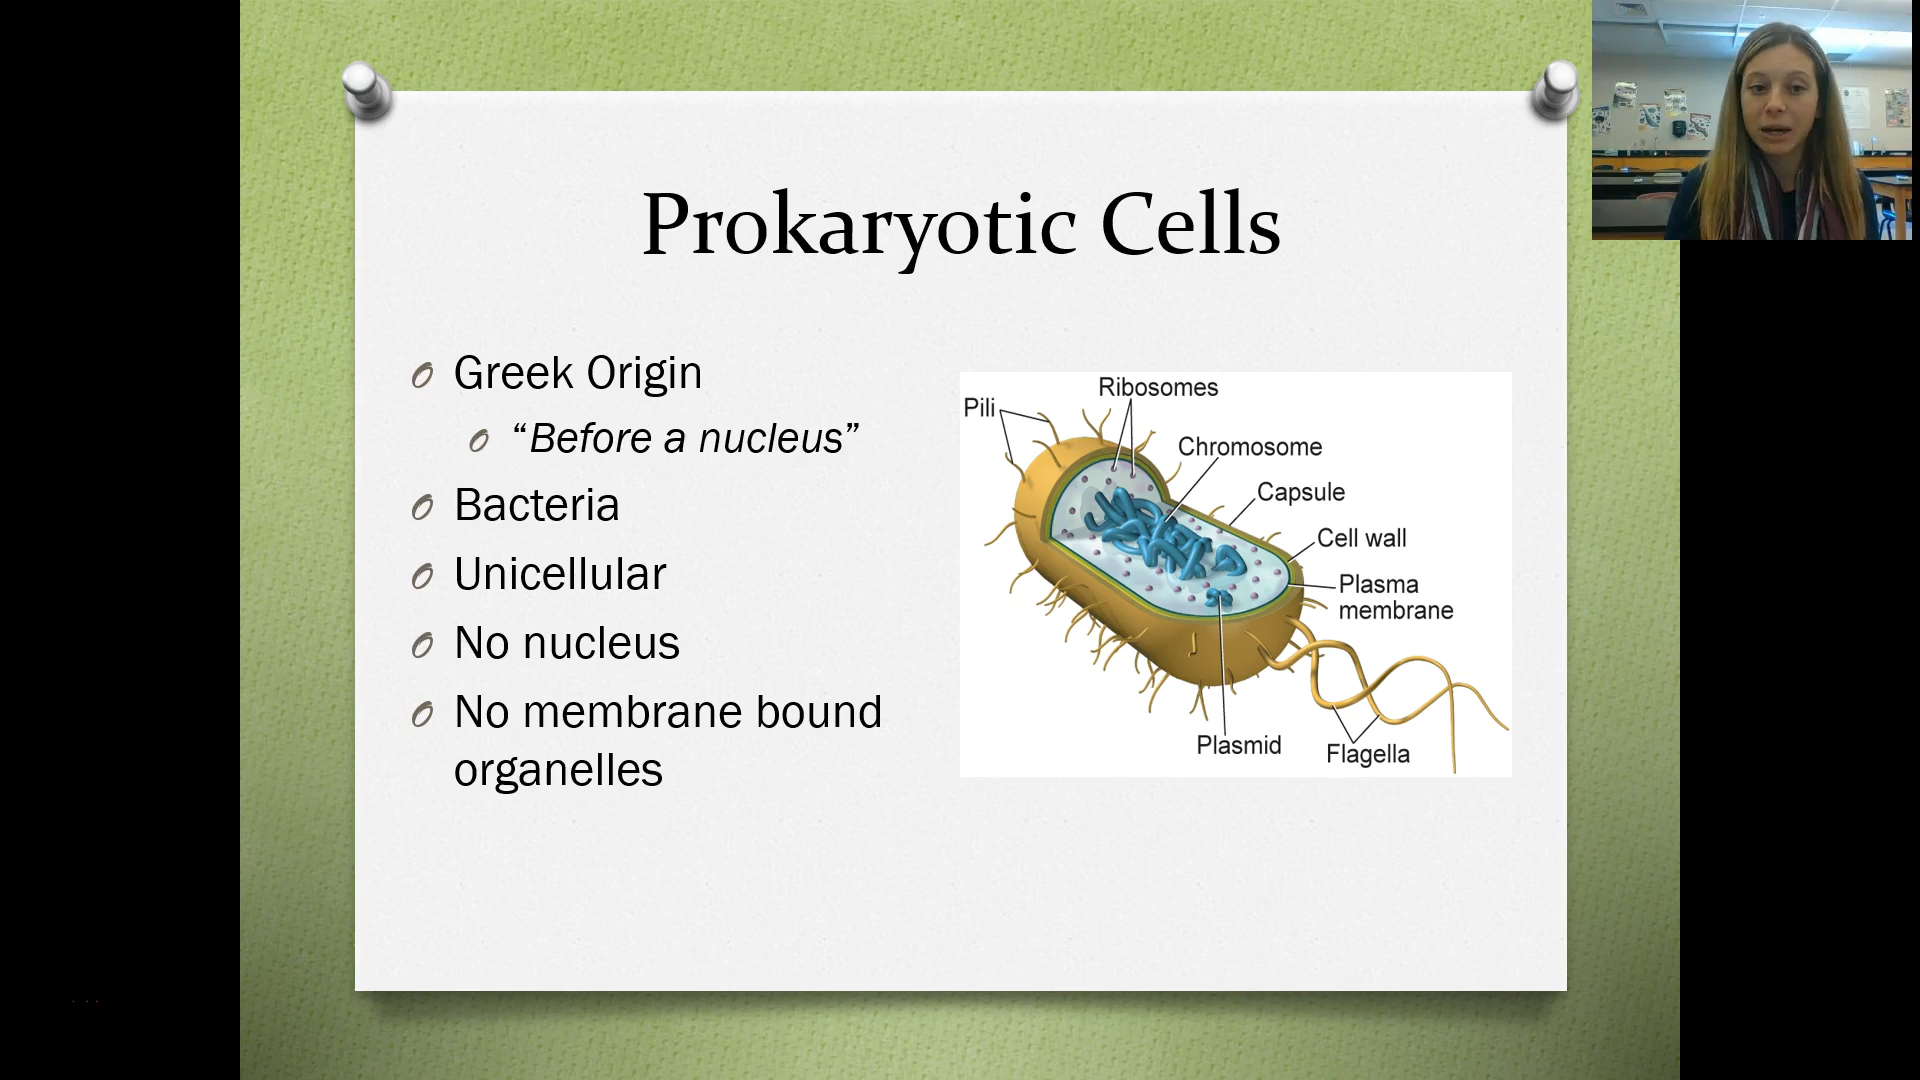 Prokaryotic Cells
Greek Origin
“Before a nucleus”
Bacteria
Unicellular
No nucleus
No membrane bound
organelles
Ribosomes
Pili
Chromosome
Capsule
Cell wall
Plasma
membrane
Plasmid
Flagella